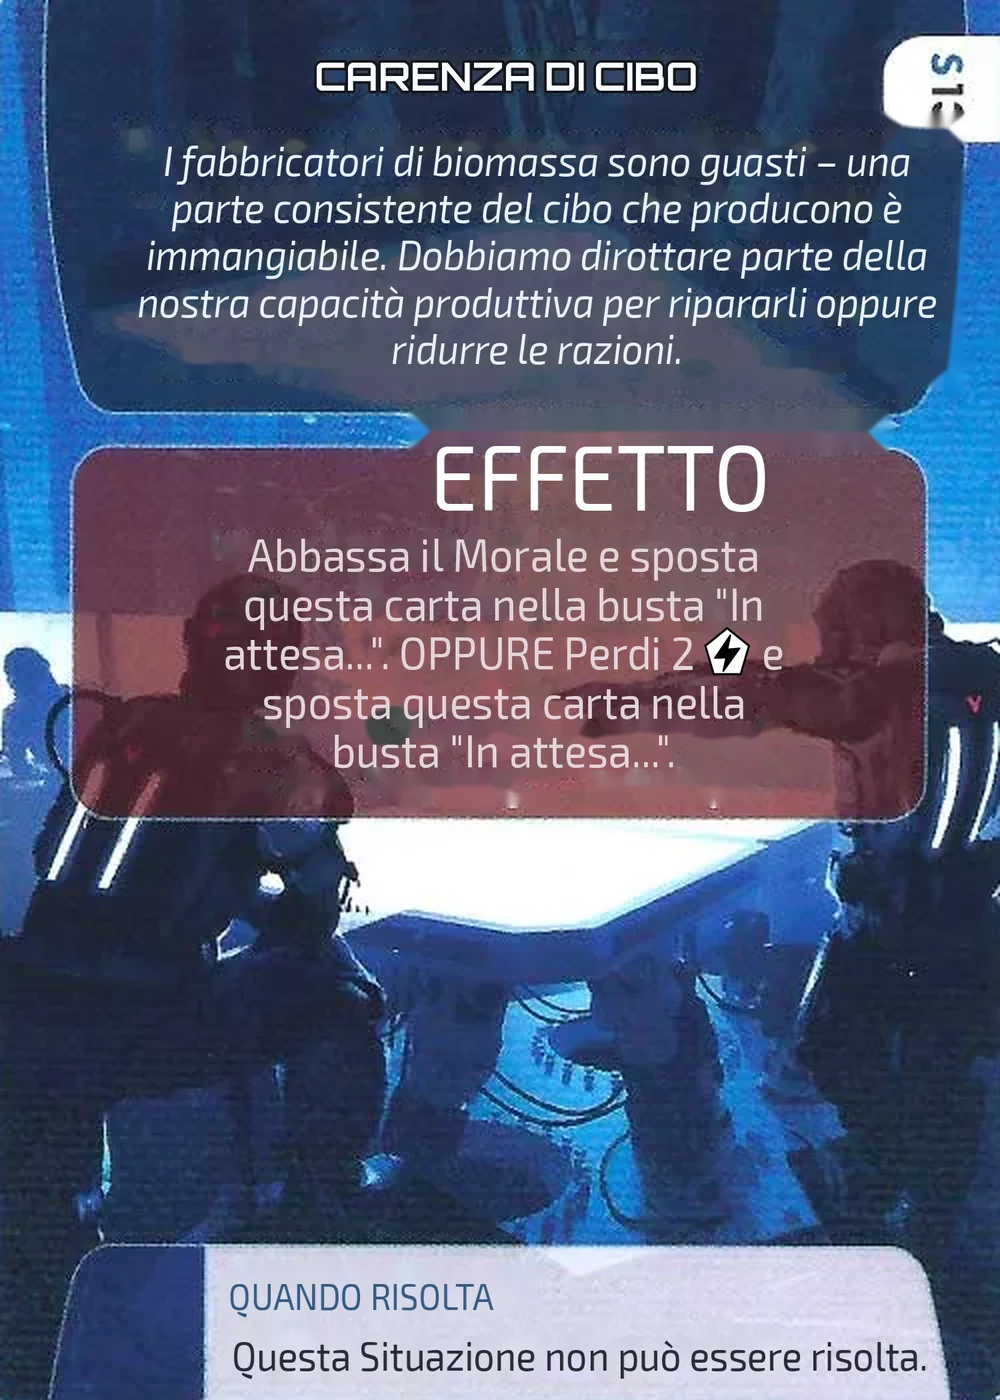 CARENZA DI CIBO
I fabbricatori di biomassa sono guasti – una
parte consistente del cibo che producono è
immangiabile. Dobbiamo dirottare parte della
nostra capacità produttiva per ripararli oppure
ridurre le razioni.
EFFETTO
Abbassa il Morale e sposta
questa carta nella busta "In
attesa...". OPPURE Perdi 2 e
sposta questa carta nella
busta "In attesa...".
QUANDO RISOLTA
Questa Situazione non può essere risolta.